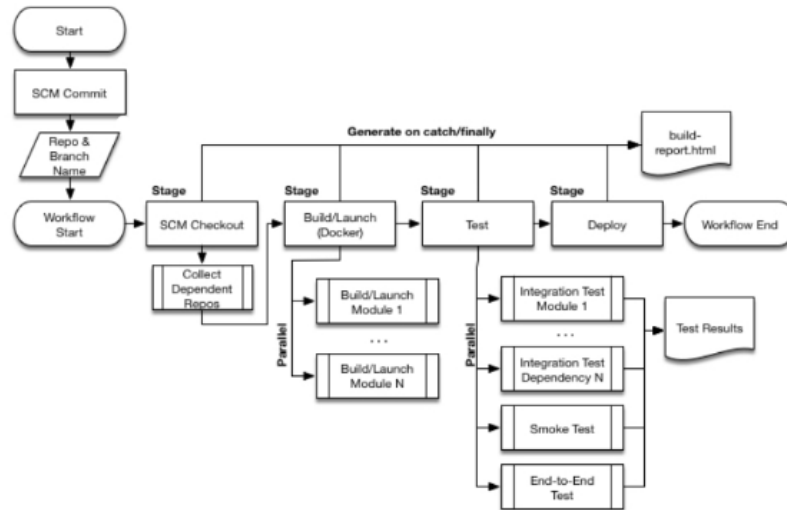 Start
SCM Commit
Repo &
Branch
Name
Workflow
Start
Generate on catch/finally
build-
report.html
Stage
SCM Checkout
Stage
Build/Launch
(Docker)
Stage
Test
Stage
Deploy
Workflow End
Collect
Dependent
Repos
Parallel
Build/Launch
Module 1
...
Build/Launch
Module N
Parallel
Integration Test
Module 1
...
Integration Test
Dependency N
Smoke Test
End-to-End
Test
Test Results